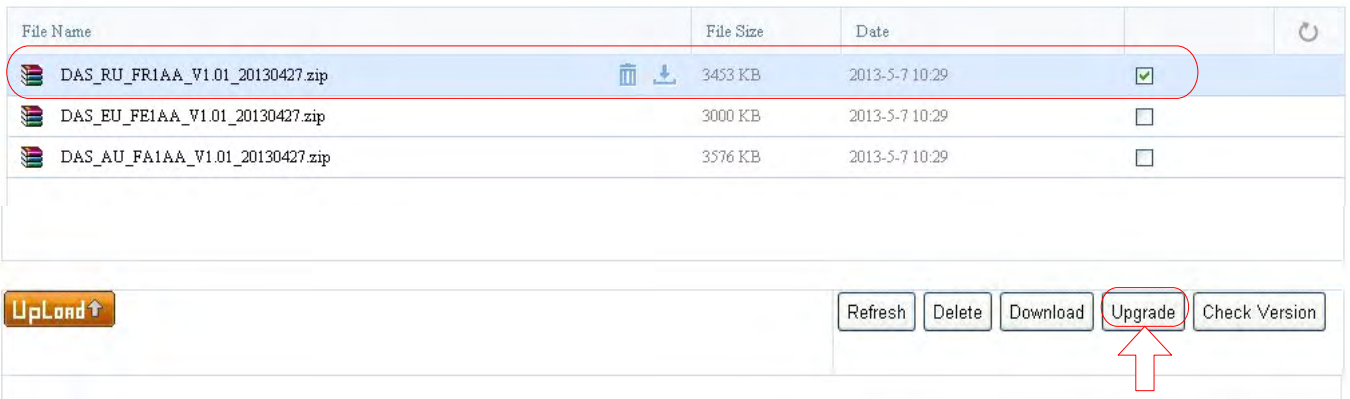 File Name File Size Date
DAS_RU_FR1AA_V1.01_20130427.zip 3453 KB 2013-5-7 10:29
DAS_EU_FE1AA_V1.01_20130427.zip 3000 KB 2013-5-7 10:29
DAS_AU_FA1AA_V1.01_20130427.zip 3576 KB 2013-5-7 10:29
UpLoad Refresh Delete Download Upgrade Check Version